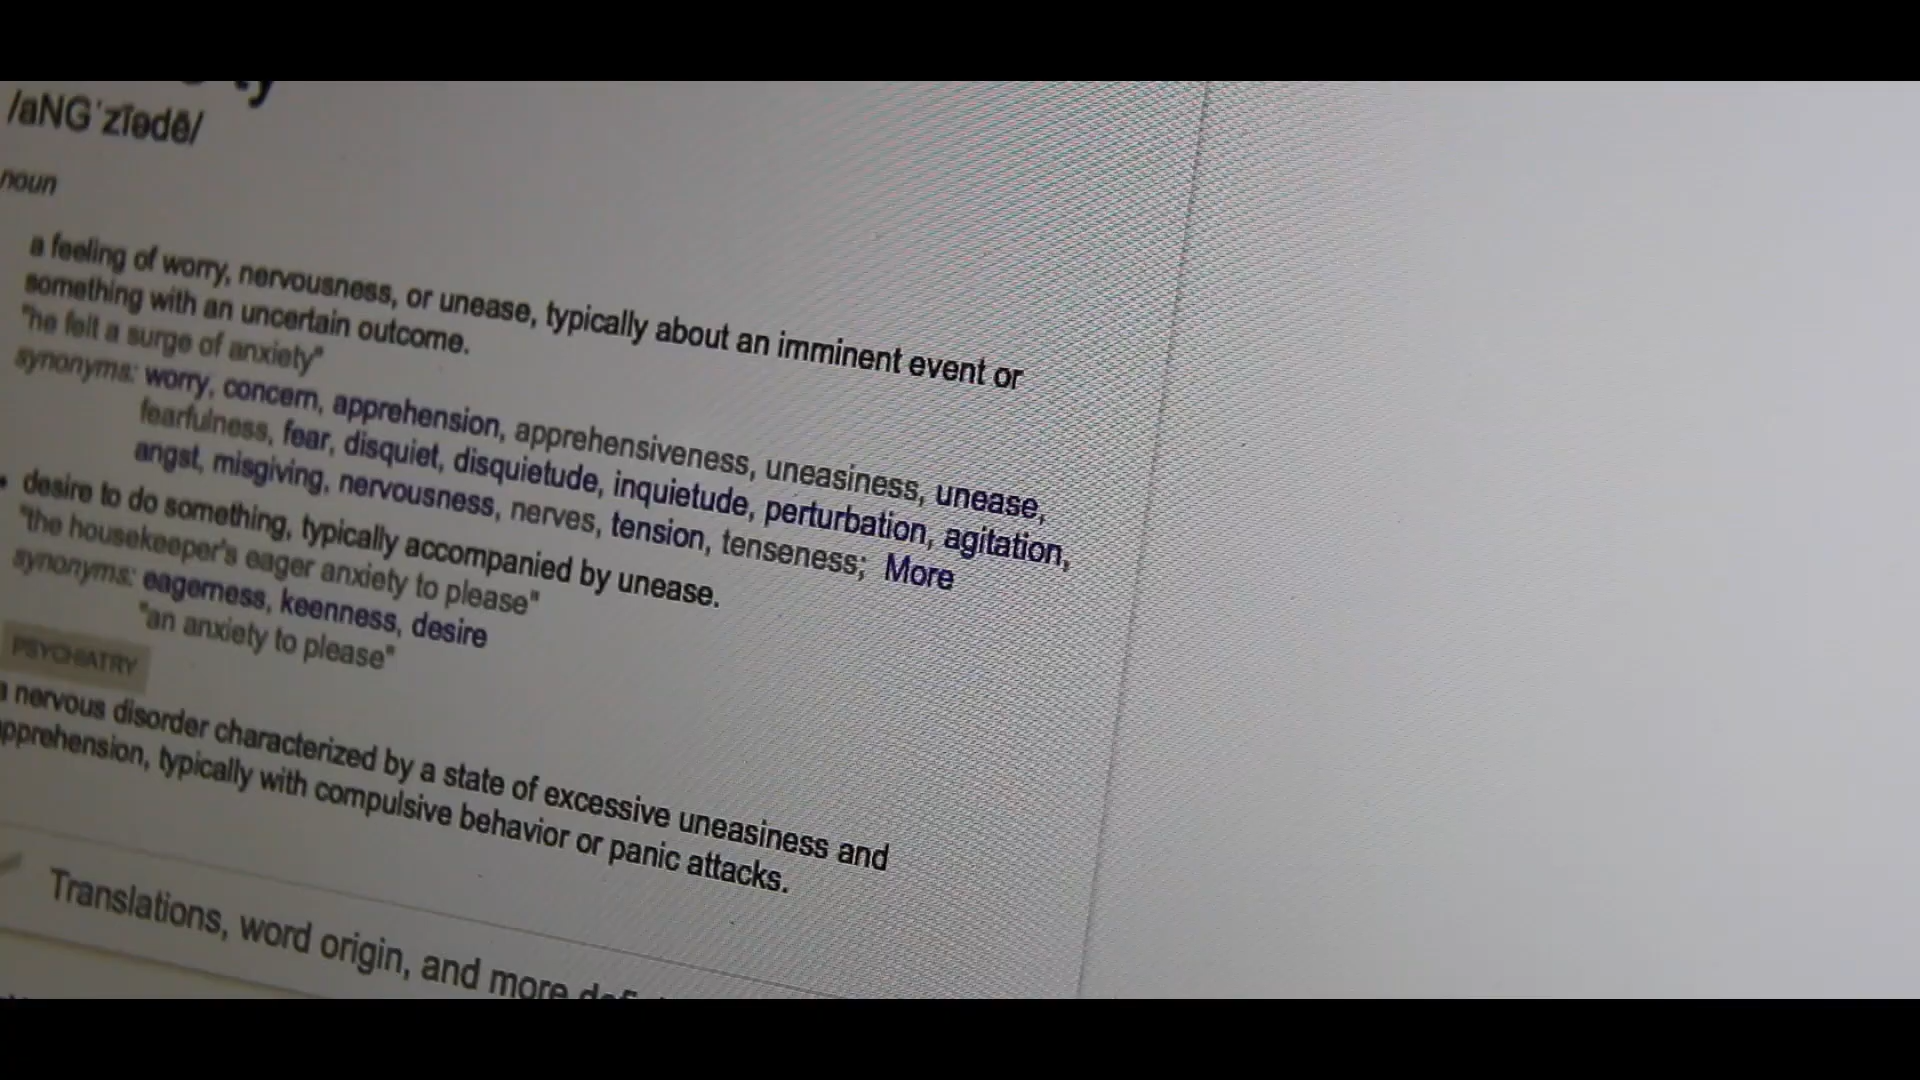 /aNGˈzīədē/
noun
a feeling of worry, nervousness, or unease, typically about an imminent event or
something with an uncertain outcome.
"he felt a surge of anxiety"
synonyms: worry, concern, apprehension, apprehensiveness, uneasiness, unease,
fearfulness, fear, disquiet, disquietude, inquietude, perturbation, agitation,
angst, misgiving, nervousness, nerves, tension, tenseness; More
• desire to do something, typically accompanied by unease.
"the housekeeper's eager anxiety to please"
synonyms: eagerness, keenness, desire
"an anxiety to please"
PSYCHIATRY
a nervous disorder characterized by a state of excessive uneasiness and
apprehension, typically with compulsive behavior or panic attacks.
Translations, word origin, and more